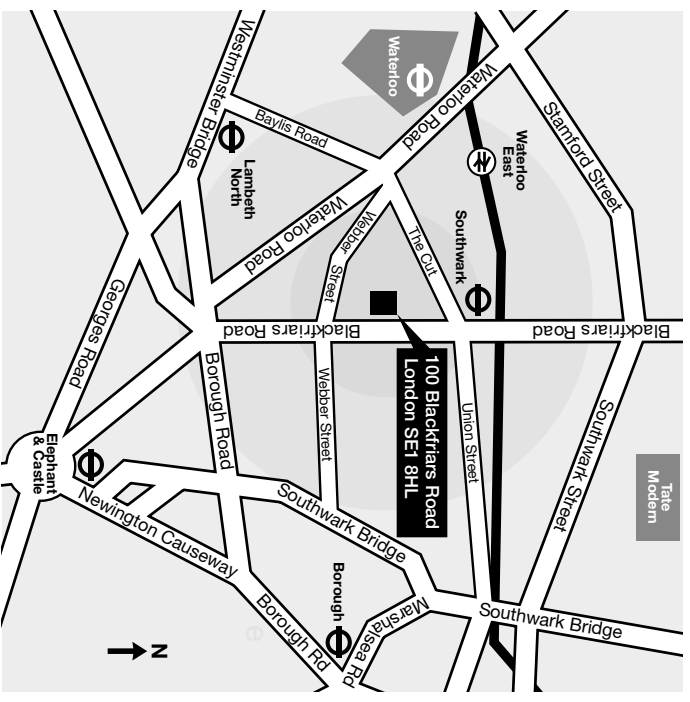 Westminster Bridge
Waterloo
Waterloo Road
Stamford Street
Baylis Road
Waterloo
East
Lambeth
North
Waterloo Road
Webber
Street
The Cut
Southwark
Georges Road
Blackfriars Road
Blackfriars Road
Blackfriars Road
Borough Road
Webber Street
100 Blackfriars Road
London SE1 8HL
Union Street
Southwark Street
Tate
Modern
Elephant
& Castle
Newington Causeway
Southwark Bridge
Borough
Marshalsea Rd
Southwark Bridge
Borough Rd
N